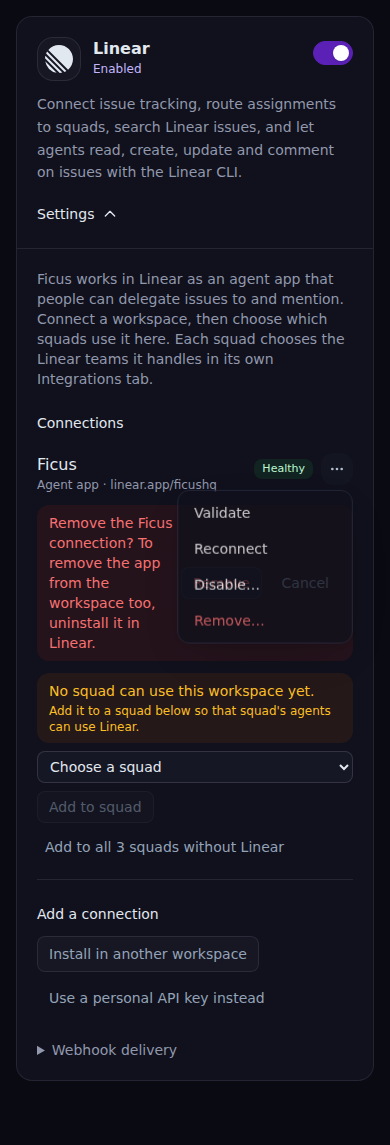 Linear
Enabled
Connect issue tracking, route assignments
to squads, search Linear issues, and let
agents read, create, update and comment
on issues with the Linear CLI.
Settings
Ficus works in Linear as an agent app that
people can delegate issues to and mention.
Connect a workspace, then choose which
squads use it here. Each squad chooses the
Linear teams it handles in its own
Integrations tab.
Connections
Ficus
Healthy
Agent app · linear.app/ficushq
Remove the Ficus
connection? To
remove the app
from the
workspace too,
uninstall it in
Linear.
Validate
Reconnect
Disable…
Cancel
Remove…
No squad can use this workspace yet.
Add it to a squad below so that squad's agents
can use Linear.
Choose a squad
Add to squad
Add to all 3 squads without Linear
Add a connection
Install in another workspace
Use a personal API key instead
Webhook delivery